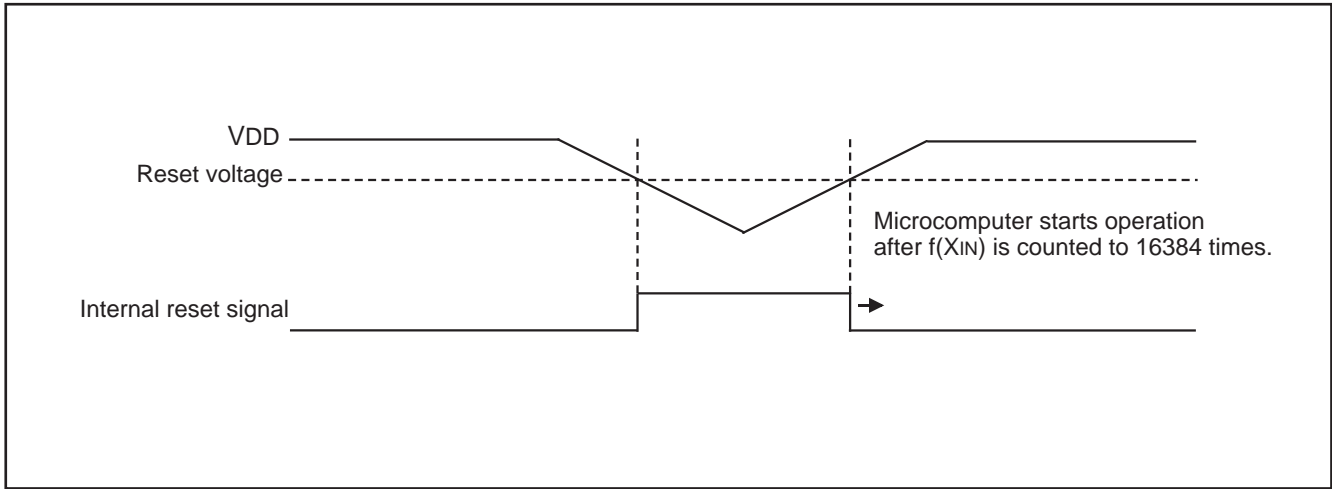 VDD
Reset voltage
Microcomputer starts operation
after f(XIN) is counted to 16384 times.
Internal reset signal